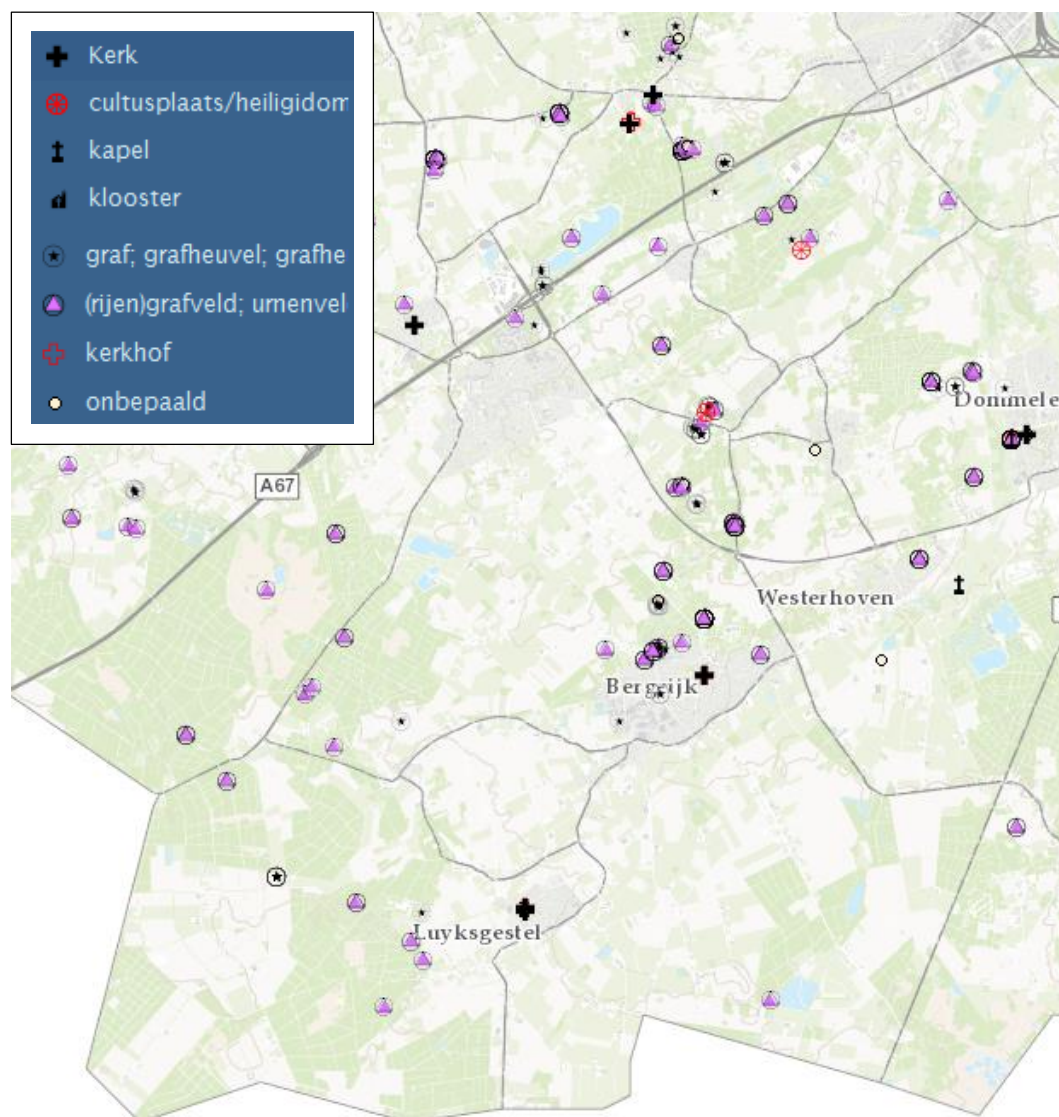 Kerk
cultusplaats/heiligidom
kapel
klooster
graf; grafheuvel; grafhe
(rijen)grafveld; urnenvel
kerkhof
onbepaald
Dommele
A67
Westerhoven
Bergeijk
Luyksgestel